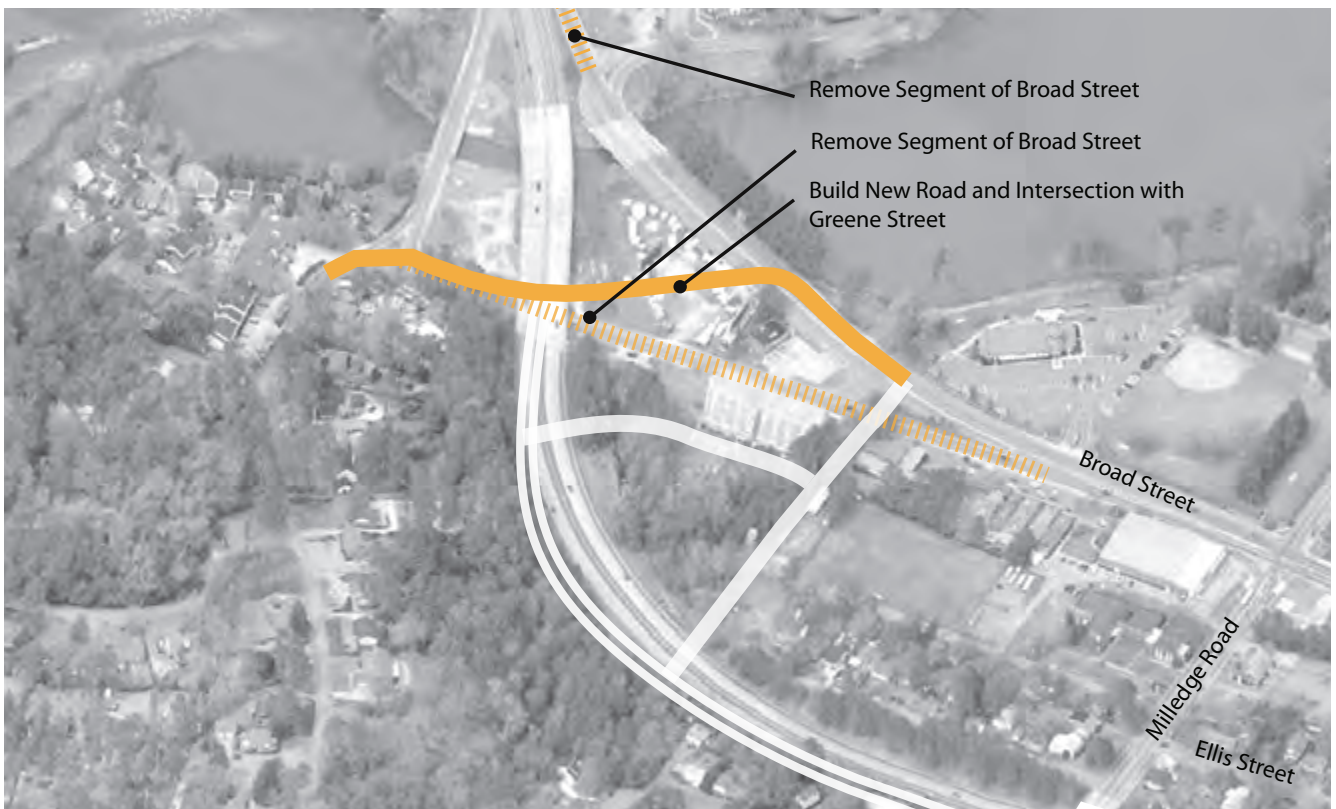 Remove Segment of Broad Street
Remove Segment of Broad Street
Build New Road and Intersection with
Greene Street
Broad Street
Milledge Road
Ellis Street